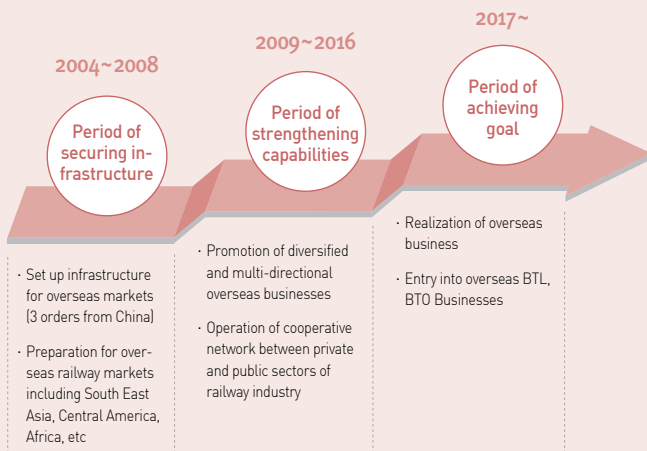 2004~2008
Period of
securing in-
frastructure
· Set up infrastructure
for overseas markets
(3 orders from China)
· Preparation for over-
seas railway markets
including South East
Asia, Central America,
Africa, etc
2009~2016
Period of
strengthening
capabilities
· Promotion of diversified
and multi-directional
overseas businesses
· Operation of cooperative
network between private
and public sectors of
railway industry
2017~
Period of
achieving
goal
· Realization of overseas
business
· Entry into overseas BTL,
BTO Businesses